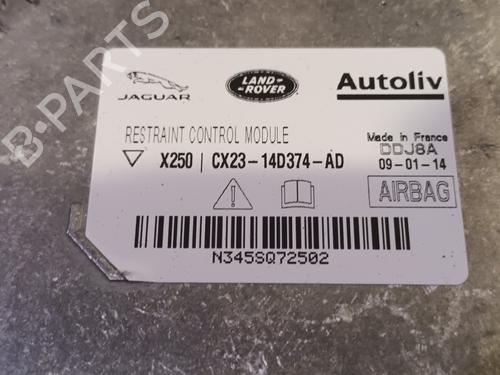 B-PARTS
JAGUAR
LAND-
ROVER
Autoliv
RESTRAINT CONTROL MODULE
X250 | CX23-14D374-AD
Made in France
DDJ8A
09-01-14
AIRBAG
N345SQ72502